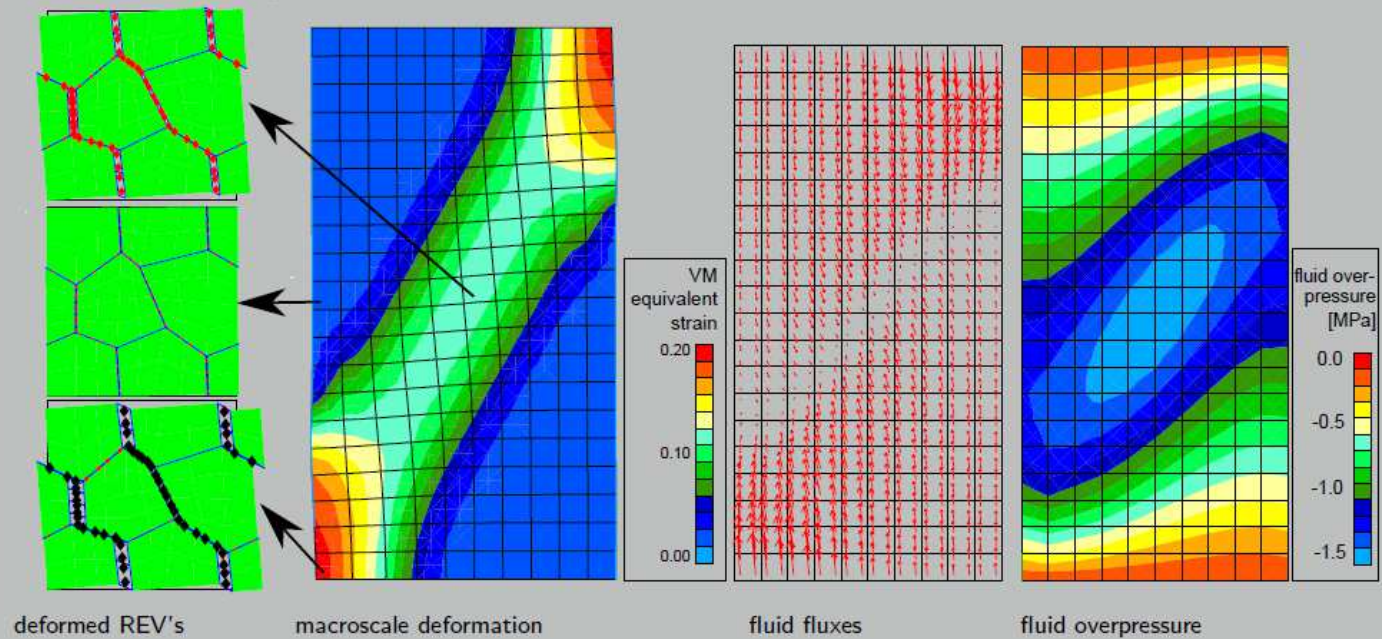 VM
equivalent
strain
0.20
0.10
0.00
fluid over-
pressure
[MPa]
0.0
-0.5
-1.0
-1.5
deformed REV's
macroscale deformation
fluid fluxes
fluid overpressure